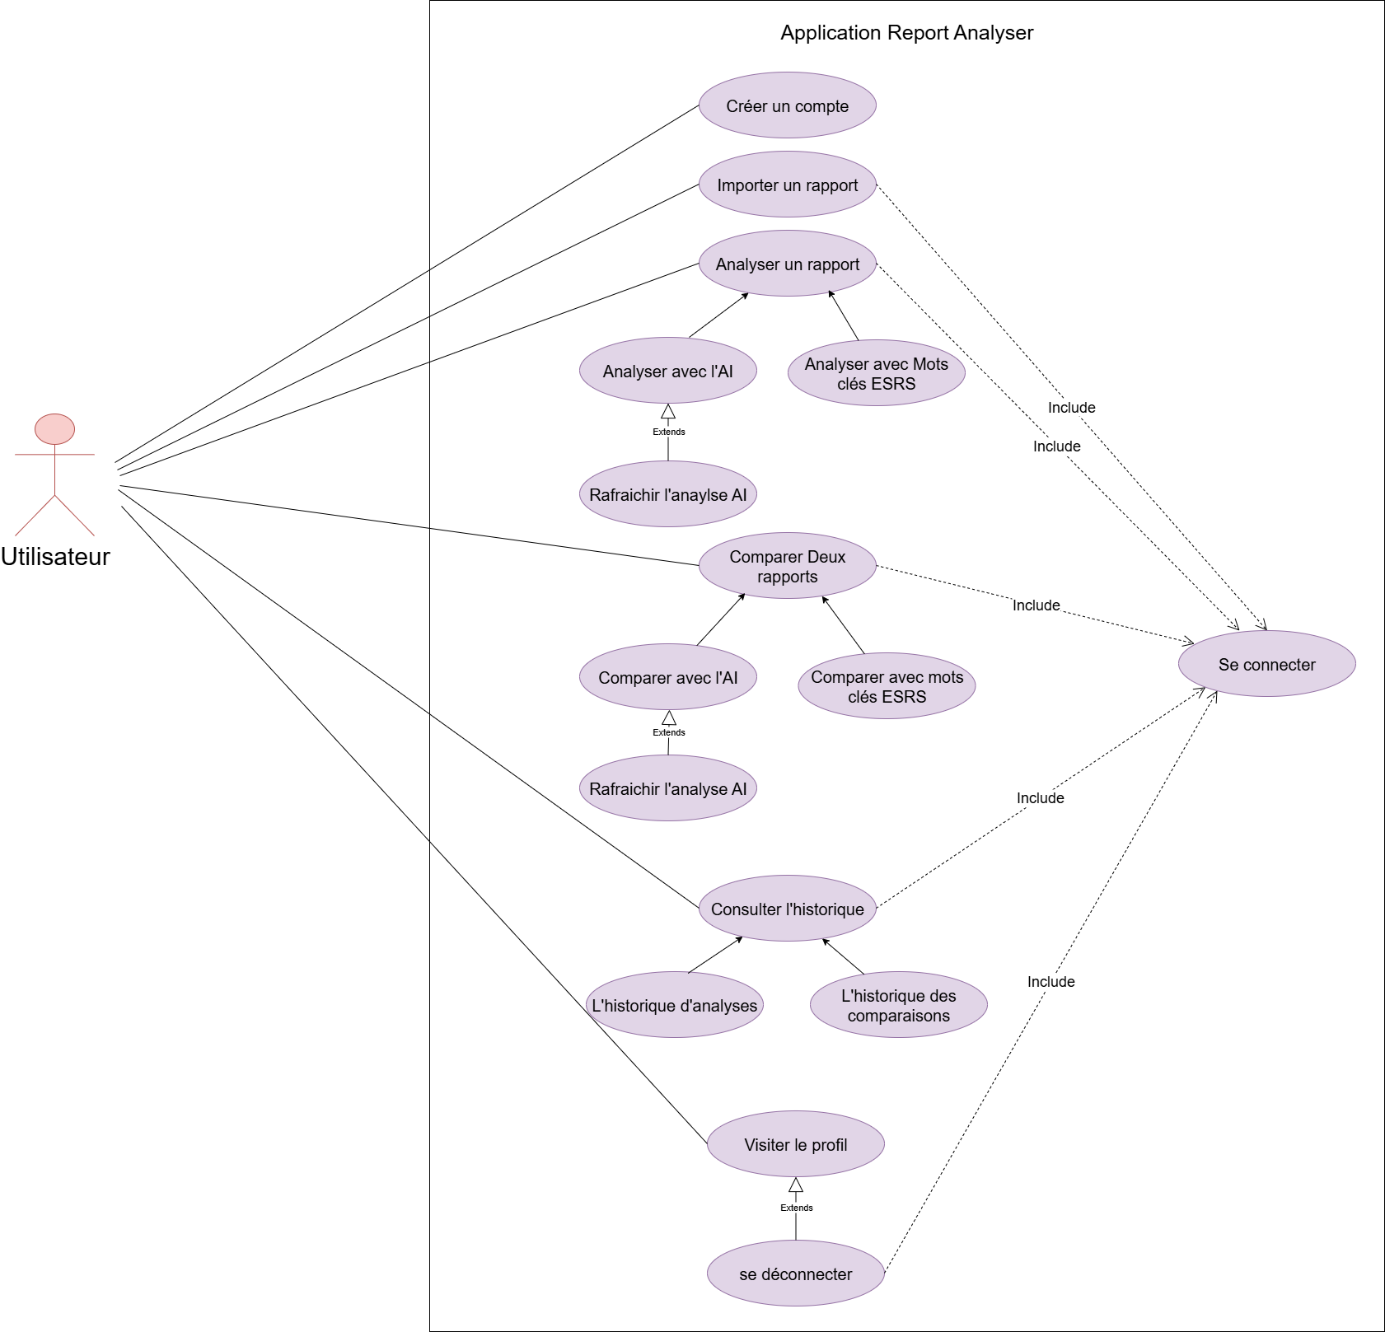 Application Report Analyser
Créer un compte
Importer un rapport
Analyser un rapport
Analyser avec l'AI
Analyser avec Mots
clés ESRS
Include
Include
Extends
Rafraichir l'anaylse AI
Utilisateur
Comparer Deux
rapports
Include
Se connecter
Comparer avec l'AI
Comparer avec mots
clés ESRS
Extends
Rafraichir l'analyse AI
Include
Consulter l'historique
Include
L'historique d'analyses
L'historique des
comparaisons
Visiter le profil
Extends
se déconnecter